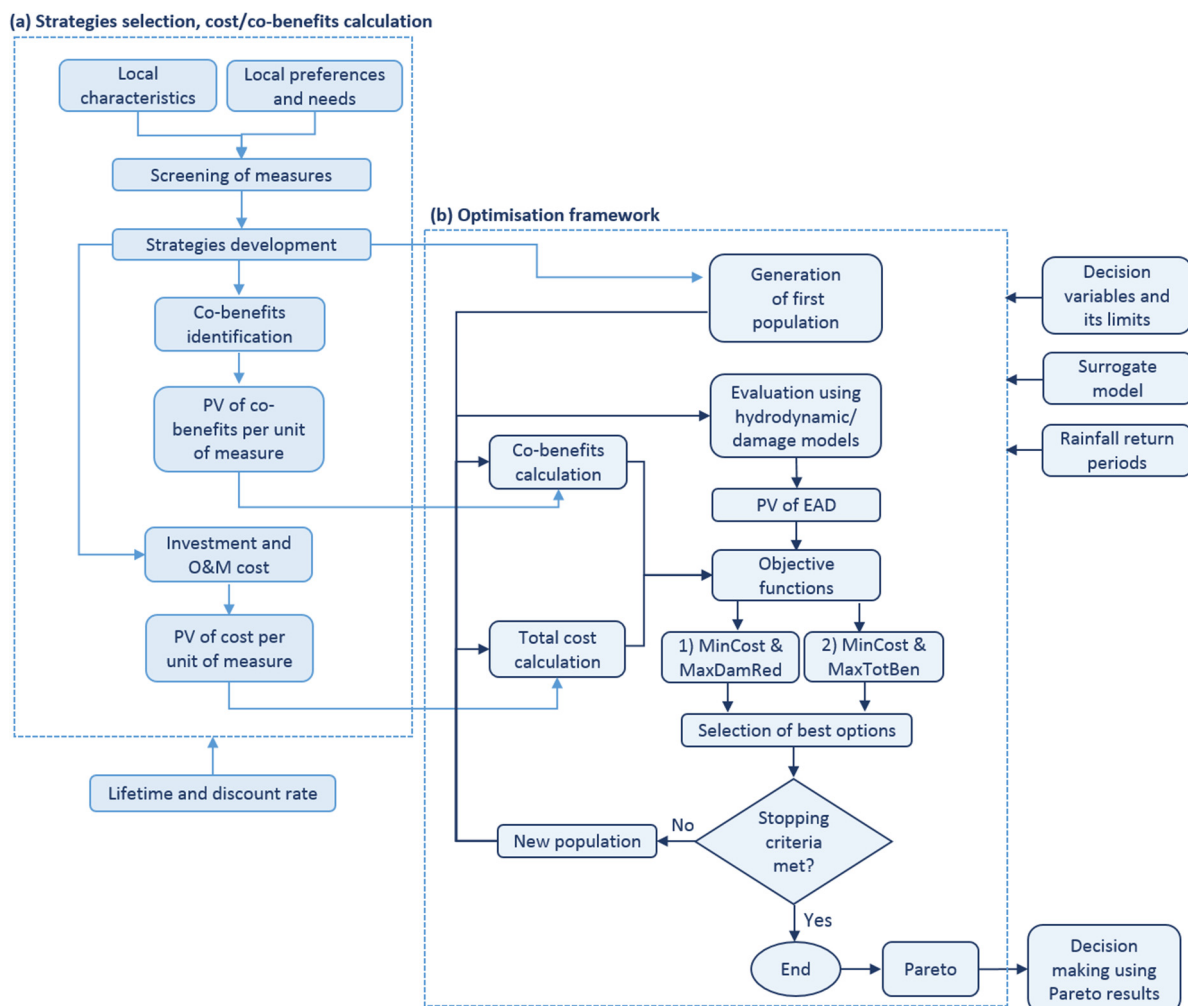 (a) Strategies selection, cost/co-benefits calculation
Local
characteristics
Local preferences
and needs
Screening of measures
Strategies development
Co-benefits
identification
PV of co-
benefits per unit
of measure
Investment and
O&M cost
PV of cost per
unit of measure
Lifetime and discount rate
(b) Optimisation framework
Generation
of first
population
Evaluation using
hydrodynamic/
damage models
Co-benefits
calculation
PV of EAD
Objective
functions
Total cost
calculation
1) MinCost &
MaxDamRed
2) MinCost &
MaxTotBen
Selection of best options
Stopping
criteria
met?
No
New population
Yes
End
Pareto
Decision
making using
Pareto results
Decision
variables and
its limits
Surrogate
model
Rainfall return
periods